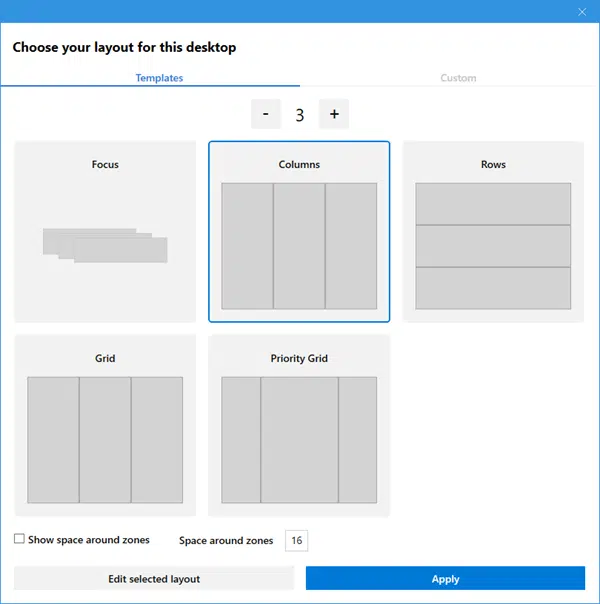 Choose your layout for this desktop
Templates Custom
- 3 +
Focus Columns Rows
Grid Priority Grid
Show space around zones Space around zones 16
Edit selected layout Apply